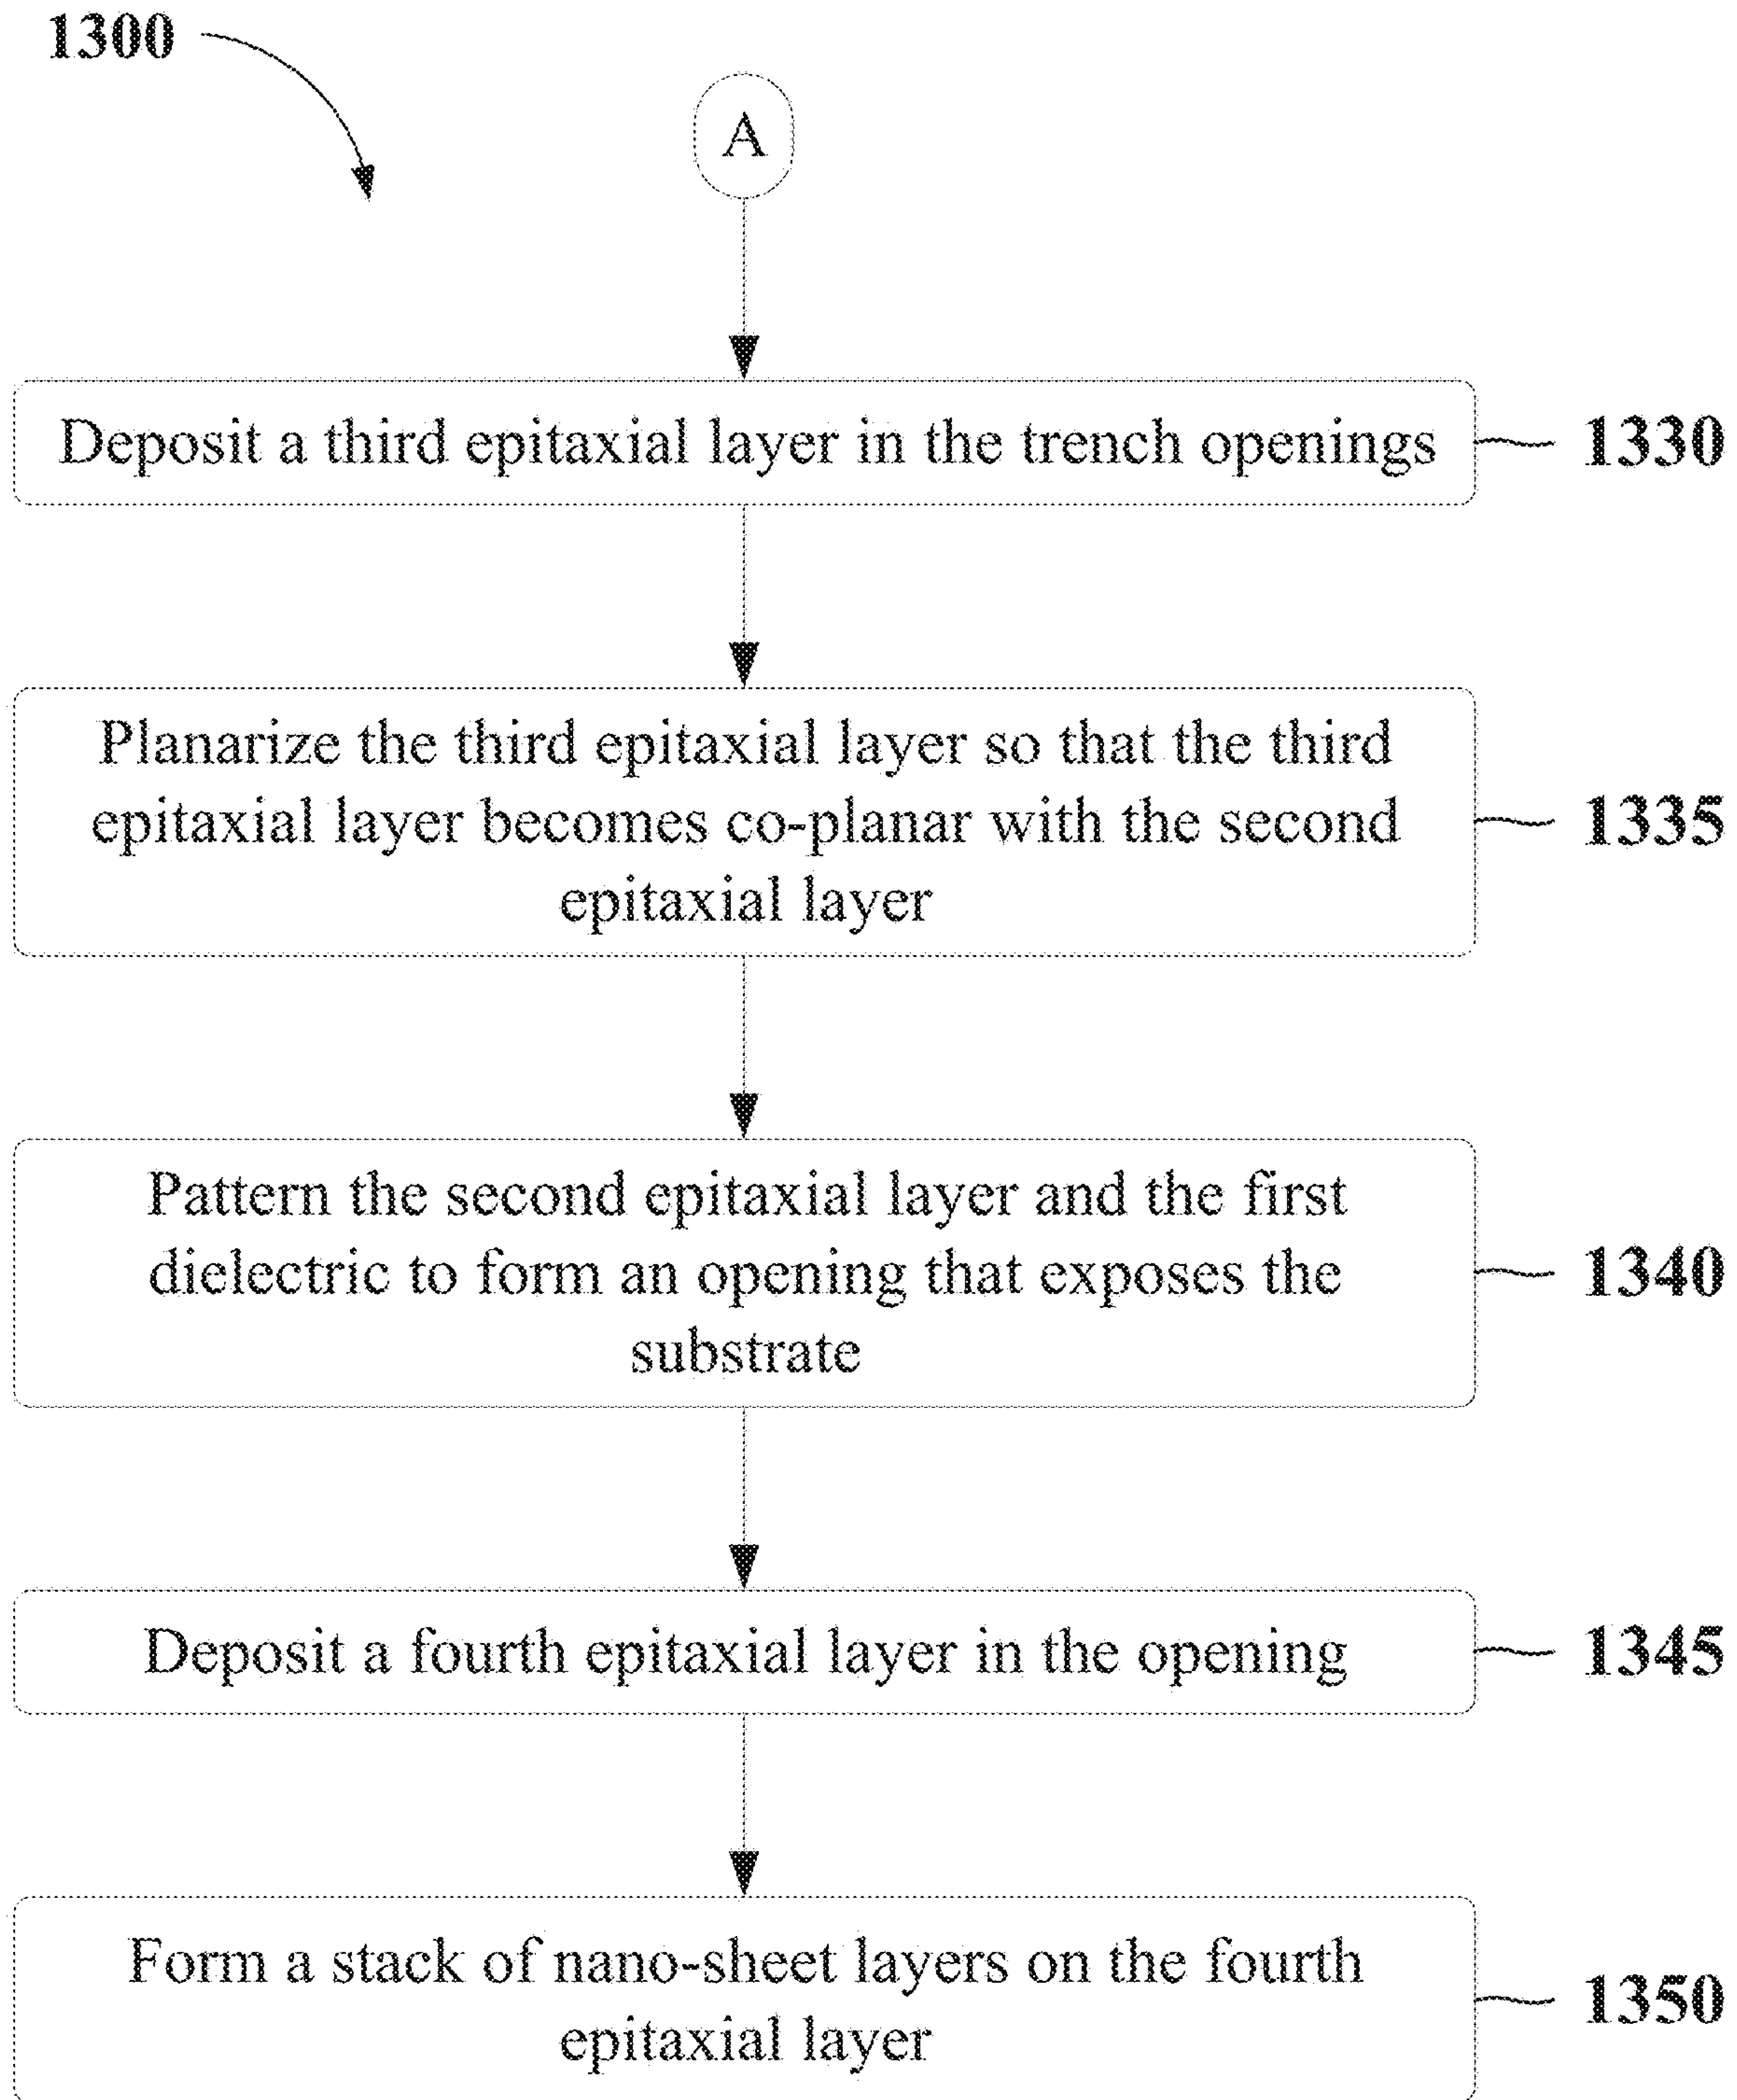 1300
A
Deposit a third epitaxial layer in the trench openings
1330
Planarize the third epitaxial layer so that the third
epitaxial layer becomes co-planar with the second
epitaxial layer
1335
Pattern the second epitaxial layer and the first
dielectric to form an opening that exposes the
substrate
1340
Deposit a fourth epitaxial layer in the opening
1345
Form a stack of nano-sheet layers on the fourth
epitaxial layer
1350